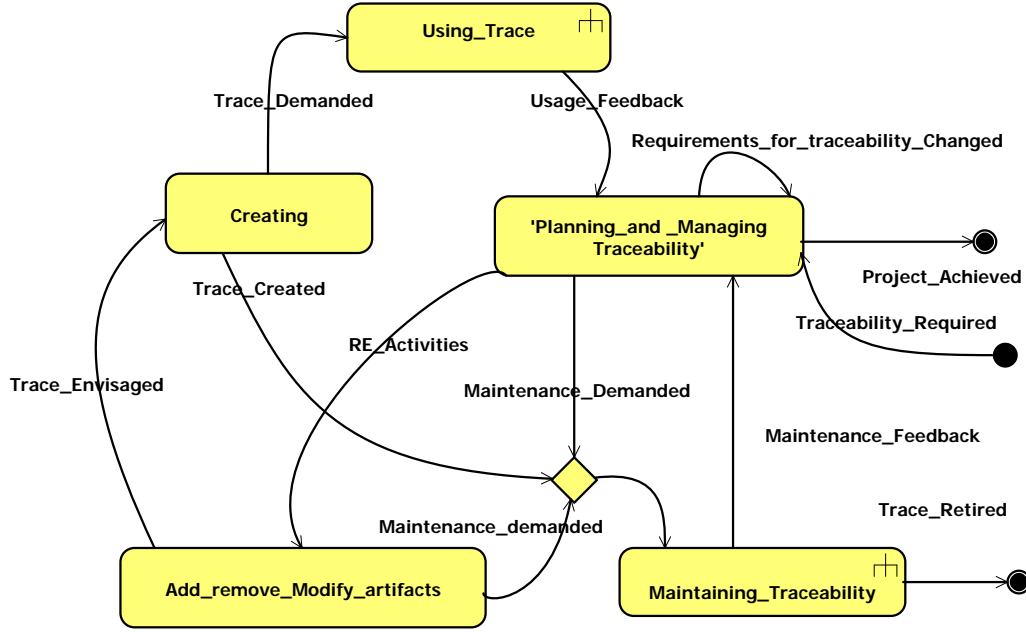 Using_Trace
Trace_Demanded
Usage_Feedback
Requirements_for_traceability_Changed
Creating
'Planning_and _Managing
Traceability'
Project_Achieved
Trace_Created
Traceability_Required
RE_Activities
Trace_Envisaged
Maintenance_Demanded
Maintenance_Feedback
Trace_Retired
Maintenance_demanded
Add_remove_Modify_artifacts
Maintaining_Traceability